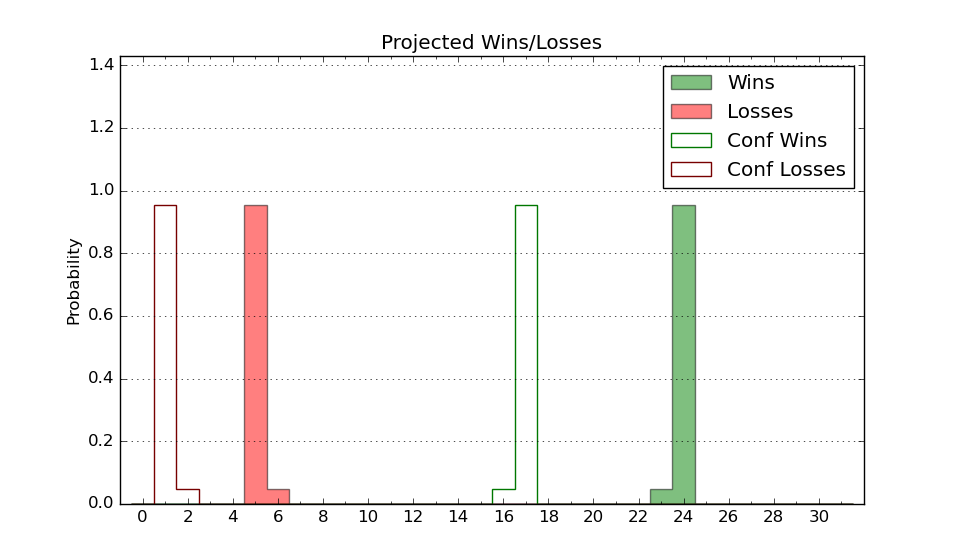 Projected Wins/Losses
1.4
1.2
1.0
0.8
0.6
0.4
0.2
0.0
Probability
Wins
Losses
Conf Wins
Conf Losses
0 2 4 6 8 10 12 14 16 18 20 22 24 26 28 30